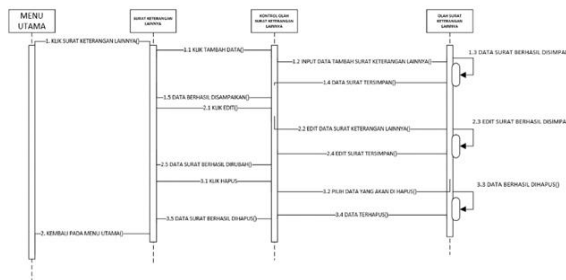 MENU
UTAMA
SURAT KETERANGAN
LAINNYA
KONTROL OLAH
SURAT KETERANGAN
LAINNYA
OLAH SURAT
KETERANGAN
LAINNYA
1. KLIK SURAT KETERANGAN LAINNYA()
1.1 KLIK TAMBAH DATA()
1.2 INPUT DATA TAMBAH SURAT KETERANGAN LAINNYA()
1.3 DATA SURAT BERHASIL DISIMPA
1.4 DATA SURAT TERSIMPAN()
1.5 DATA BERHASIL DISAMPAIKAN()
2.1 KLIK EDIT()
2.2 EDIT DATA SURAT KETERANGAN LAINNYA()
2.3 EDIT SURAT BERHASIL DISIMPA
2.4 EDIT SURAT TERSIMPAN()
2.5 DATA SURAT BERHASIL DIRUBAH()
3.1 KLIK HAPUS
3.2 PILIH DATA YANG AKAN DI HAPUS()
3.3 DATA BERHASIL DIHAPUS()
3.4 DATA TERHAPUS()
3.5 DATA SURAT BERHASIL DIHAPUS()
2. KEMBALI PADA MENU UTAMA()